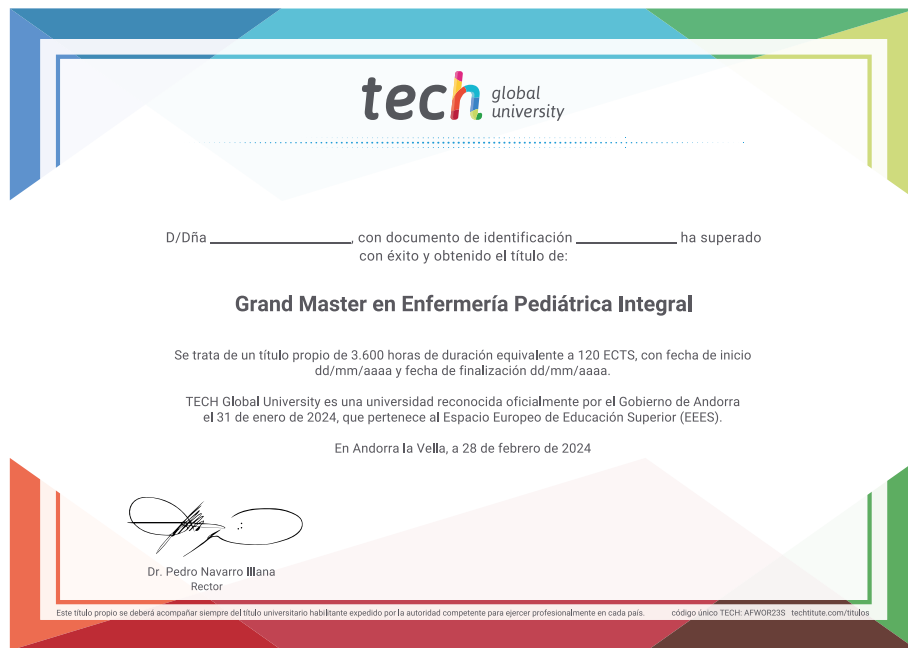 tech global university
D/Dña ____________________, con documento de identificación ______________ ha superado
con éxito y obtenido el título de:
Grand Master en Enfermería Pediátrica Integral
Se trata de un título propio de 3.600 horas de duración equivalente a 120 ECTS, con fecha de inicio
dd/mm/aaaa y fecha de finalización dd/mm/aaaa.
TECH Global University es una universidad reconocida oficialmente por el Gobierno de Andorra
el 31 de enero de 2024, que pertenece al Espacio Europeo de Educación Superior (EEES).
En Andorra la Vella, a 28 de febrero de 2024
Dr. Pedro Navarro Illana
Rector
Este título propio se deberá acompañar siempre del título universitario habilitante expedido por la autoridad competente para ejercer profesionalmente en cada país. código único TECH: AFWOR23S techtitute.com/titulos